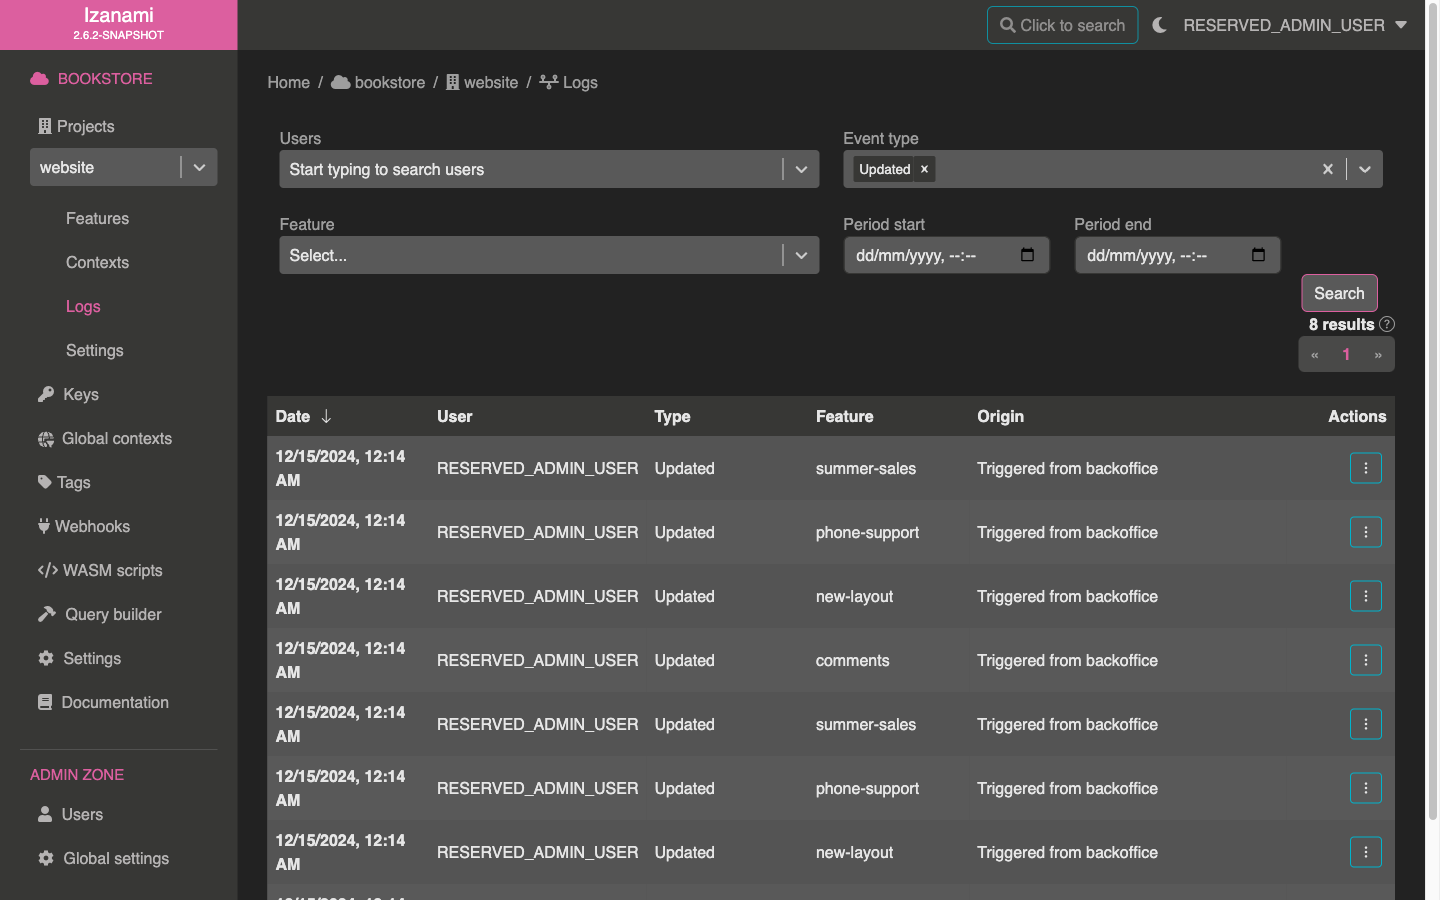 Izanami
2.6.2-SNAPSHOT
Click to search
RESERVED_ADMIN_USER
BOOKSTORE
Projects
website
Features
Contexts
Logs
Settings
Keys
Global contexts
Tags
Webhooks
WASM scripts
Query builder
Settings
Documentation
ADMIN ZONE
Users
Global settings
Home / bookstore / website / Logs
Users
Start typing to search users
Event type
Updated ×
Feature
Select...
Period start
dd/mm/yyyy, --:--
Period end
dd/mm/yyyy, --:--
Search
8 results ?
« 1 »
Date ↓ User Type Feature Origin Actions
12/15/2024, 12:14 AM RESERVED_ADMIN_USER Updated summer-sales Triggered from backoffice
12/15/2024, 12:14 AM RESERVED_ADMIN_USER Updated phone-support Triggered from backoffice
12/15/2024, 12:14 AM RESERVED_ADMIN_USER Updated new-layout Triggered from backoffice
12/15/2024, 12:14 AM RESERVED_ADMIN_USER Updated comments Triggered from backoffice
12/15/2024, 12:14 AM RESERVED_ADMIN_USER Updated summer-sales Triggered from backoffice
12/15/2024, 12:14 AM RESERVED_ADMIN_USER Updated phone-support Triggered from backoffice
12/15/2024, 12:14 AM RESERVED_ADMIN_USER Updated new-layout Triggered from backoffice